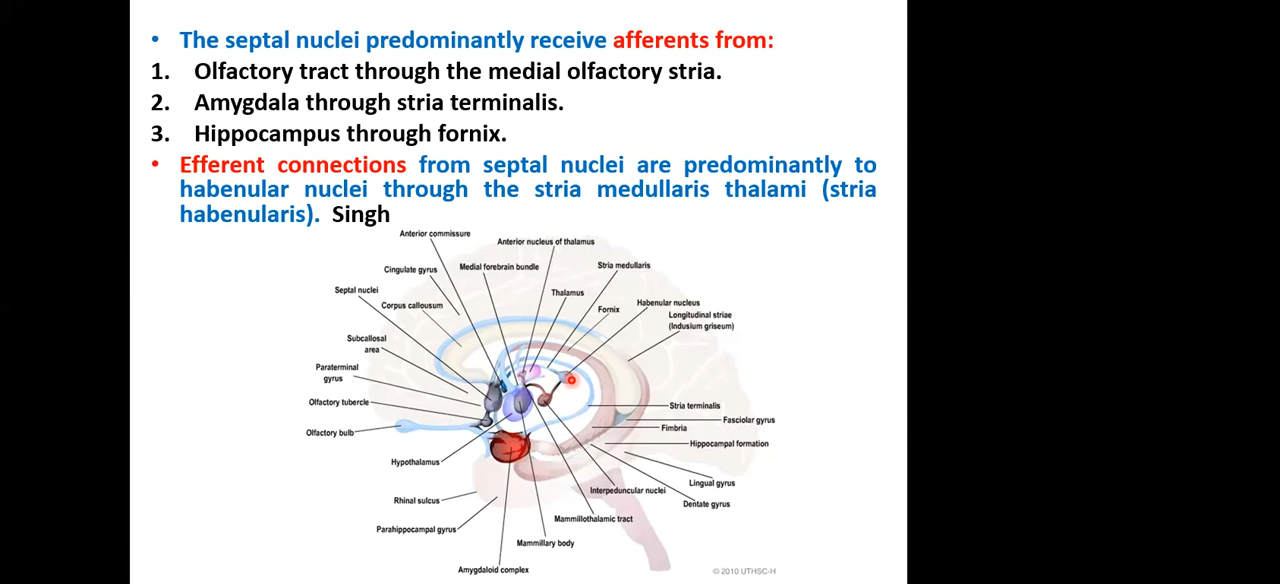 • The septal nuclei predominantly receive afferents from:
1. Olfactory tract through the medial olfactory stria.
2. Amygdala through stria terminalis.
3. Hippocampus through fornix.
• Efferent connections from septal nuclei are predominantly to
habenular nuclei through the stria medullaris thalami (stria
habenularis). Singh
Anterior commissure
Anterior nucleus of thalamus
Cingulate gyrus
Medial forebrain bundle
Stria medullaris
Septal nuclei
Thalamus
Corpus callousum
Fornix
Habenular nucleus
Longitudinal striae
(Indusium griseum)
Subcallosal
area
Paraterminal
gyrus
Olfactory tubercle
Stria terminalis
Fasciolar gyrus
Olfactory bulb
Fimbria
Hippocampal formation
Hypothalamus
Lingual gyrus
Interpeduncular nuclei
Rhinal sulcus
Dentate gyrus
Mammillothalamic tract
Parahippocampal gyrus
Mammillary body
Amygdaloid complex
© 2010 UTHSC-H